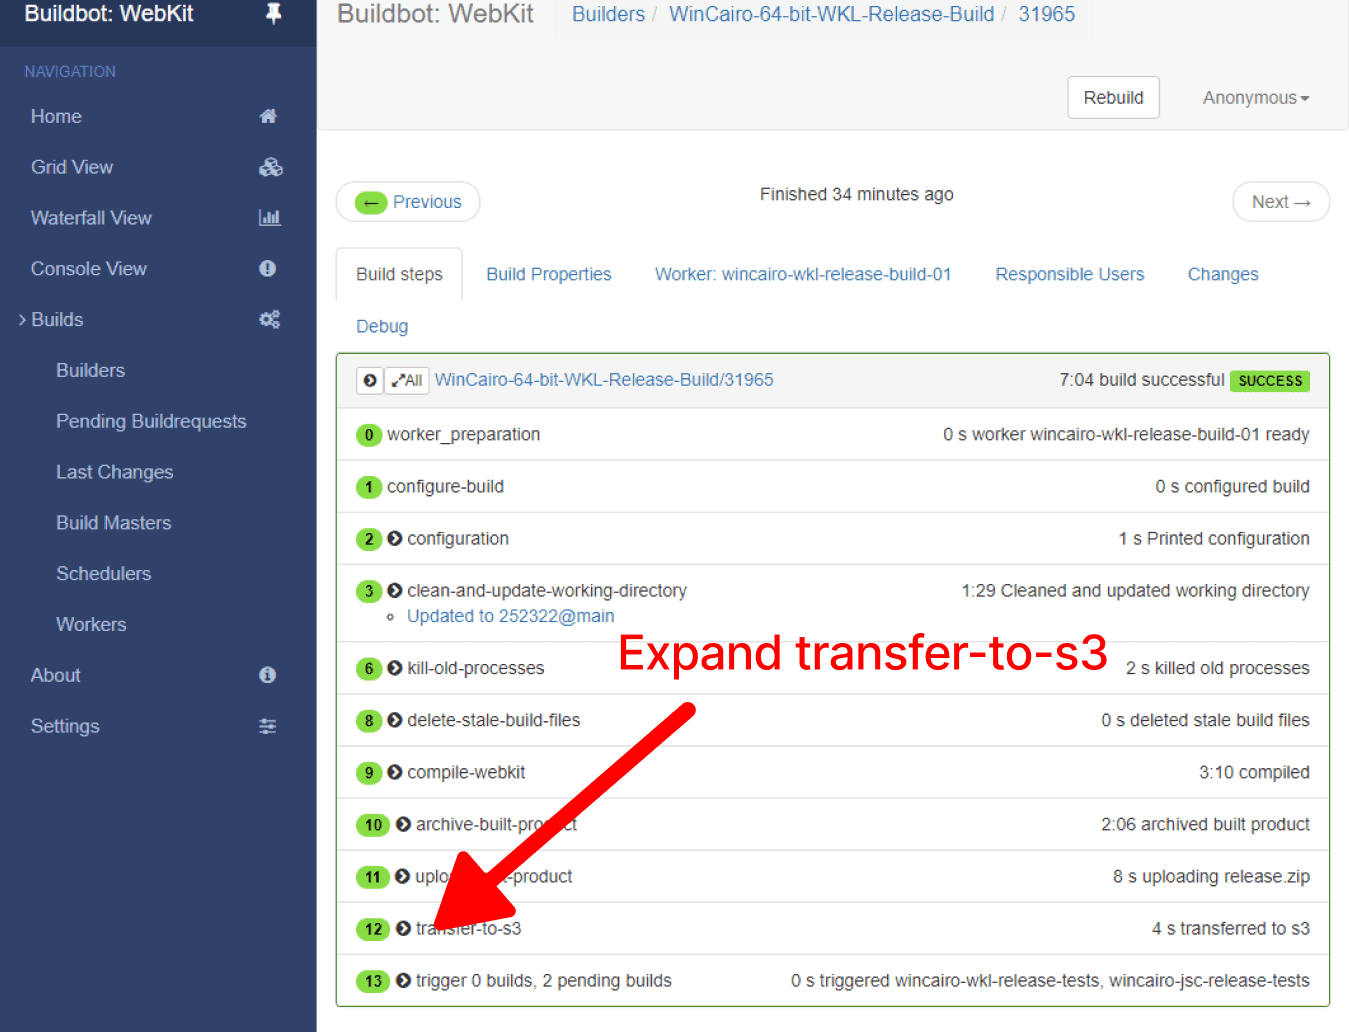 Buildbot: WebKit
NAVIGATION
Home
Grid View
Waterfall View
Console View
Builds
Builders
Pending Buildrequests
Last Changes
Build Masters
Schedulers
Workers
About
Settings
Buildbot: WebKit Builders / WinCairo-64-bit-WKL-Release-Build / 31965
Rebuild Anonymous
← Previous Finished 34 minutes ago Next →
Build steps Build Properties Worker: wincairo-wkl-release-build-01 Responsible Users Changes
Debug
All WinCairo-64-bit-WKL-Release-Build/31965 7:04 build successful SUCCESS
0 worker_preparation 0 s worker wincairo-wkl-release-build-01 ready
1 configure-build 0 s configured build
2 configuration 1 s Printed configuration
3 clean-and-update-working-directory 1:29 Cleaned and updated working directory
Updated to 252322@main
Expand transfer-to-s3
6 kill-old-processes 2 s killed old processes
8 delete-stale-build-files 0 s deleted stale build files
9 compile-webkit 3:10 compiled
10 archive-built-product 2:06 archived built product
11 product 8 s uploading release.zip
12 transfer-to-s3 4 s transferred to s3
13 trigger 0 builds, 2 pending builds 0 s triggered wincairo-wkl-release-tests, wincairo-jsc-release-tests